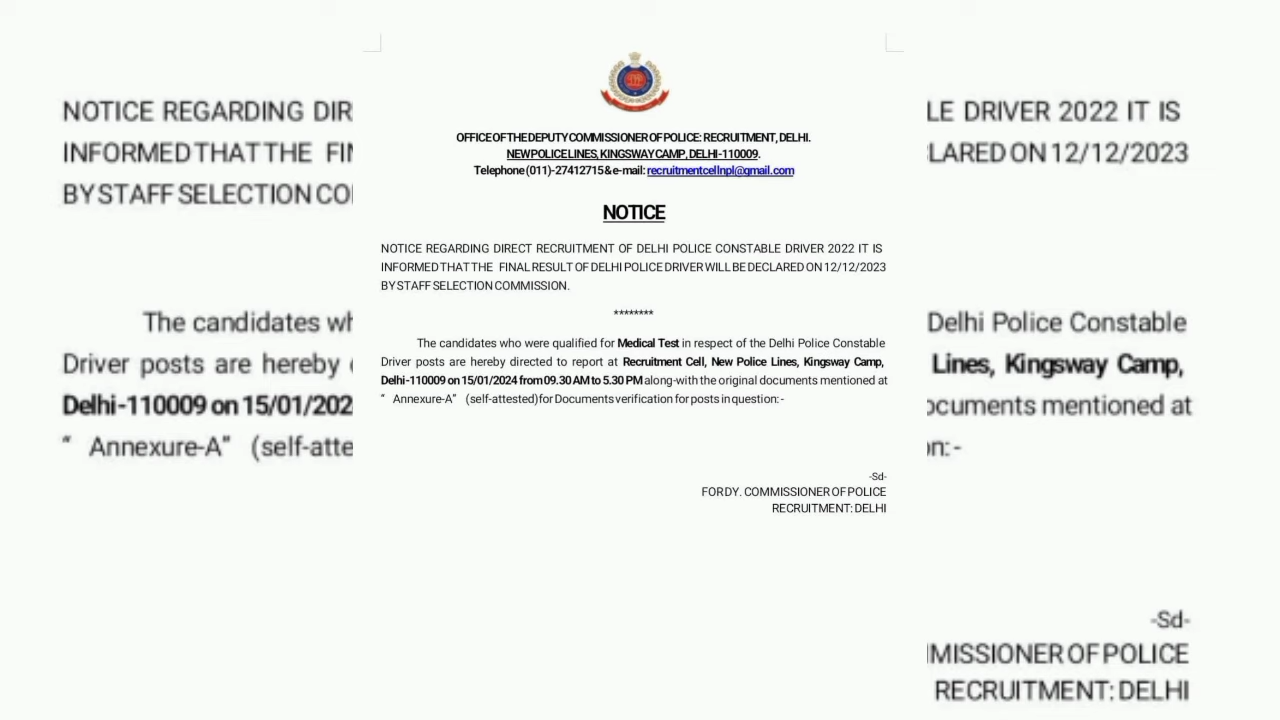 OFFICE OF THE DEPUTY COMMISSIONER OF POLICE: RECRUITMENT, DELHI.
NEW POLICE LINES, KINGSWAY CAMP, DELHI-110009.
Telephone (011)-27412715 & e-mail: recruitmentcellnpl@gmail.com
NOTICE
NOTICE REGARDING DIRECT RECRUITMENT OF DELHI POLICE CONSTABLE DRIVER 2022 IT IS
INFORMED THAT THE FINAL RESULT OF DELHI POLICE DRIVER WILL BE DECLARED ON 12/12/2023
BY STAFF SELECTION COMMISSION.
********
The candidates who were qualified for Medical Test in respect of the Delhi Police Constable
Driver posts are hereby directed to report at Recruitment Cell, New Police Lines, Kingsway Camp,
Delhi-110009 on 15/01/2024 from 09.30 AM to 5.30 PM along-with the original documents mentioned at
“ Annexure-A” (self-attested)for Documents verification for posts in question: -
-Sd-
FOR DY. COMMISSIONER OF POLICE
RECRUITMENT: DELHI
NOTICE REGARDING DIR
INFORMED THAT THE FIN
BY STAFF SELECTION CO
The candidates wh
Driver posts are hereby
Delhi-110009 on 15/01/202
“ Annexure-A” (self-atte
LE DRIVER 2022 IT IS
CLARED ON 12/12/2023
Delhi Police Constable
Lines, Kingsway Camp,
ocuments mentioned at
on: -
-Sd-
MISSIONER OF POLICE
RECRUITMENT: DELHI